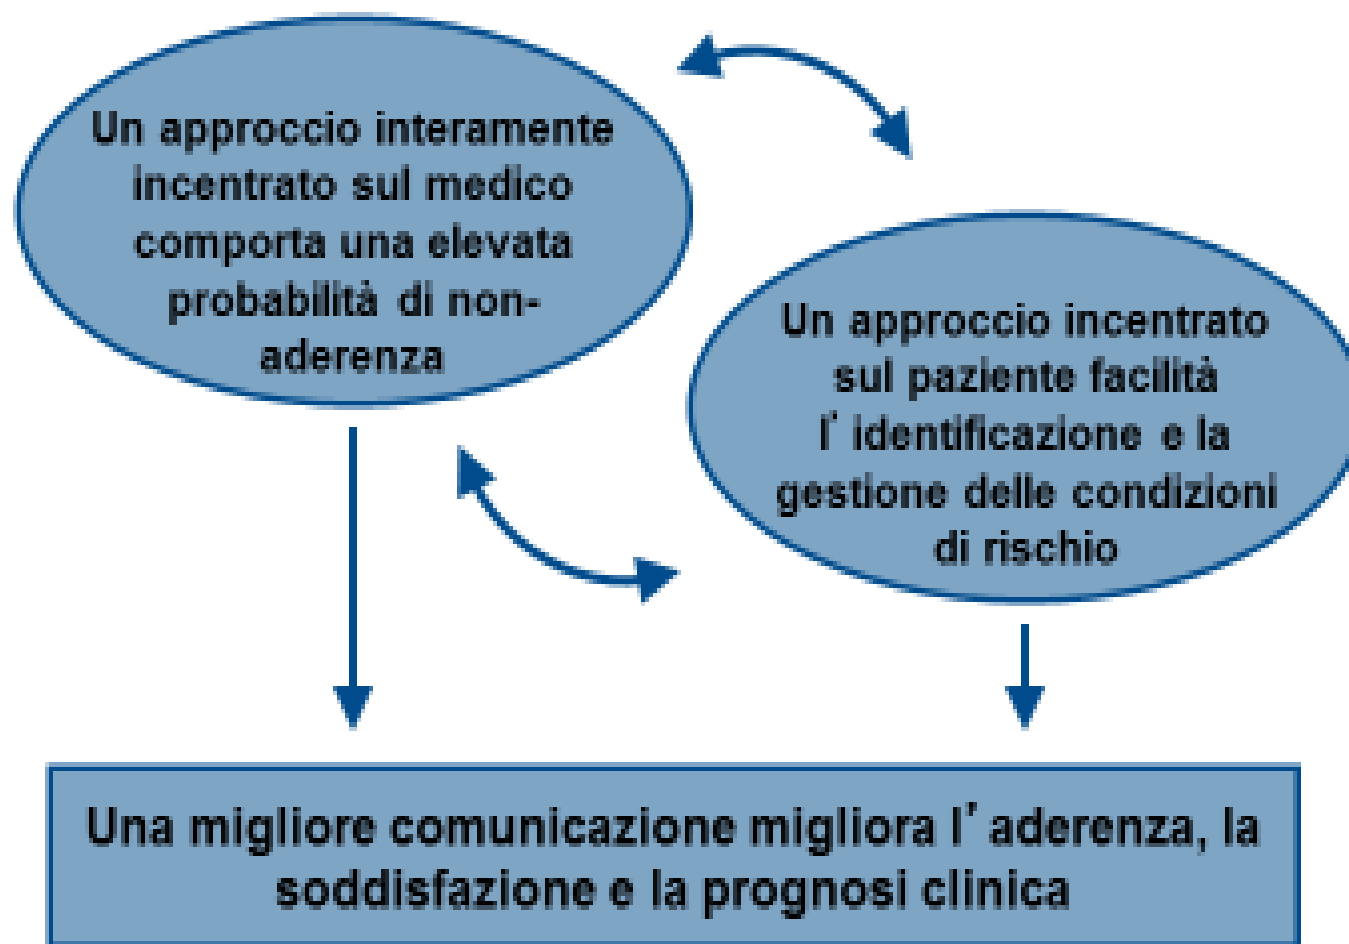 Un approccio interamente
incentrato sul medico
comporta una elevata
probabilità di non-
aderenza
Un approccio incentrato
sul paziente facilità
l' identificazione e la
gestione delle condizioni
di rischio
Una migliore comunicazione migliora l' aderenza, la
soddisfazione e la prognosi clinica